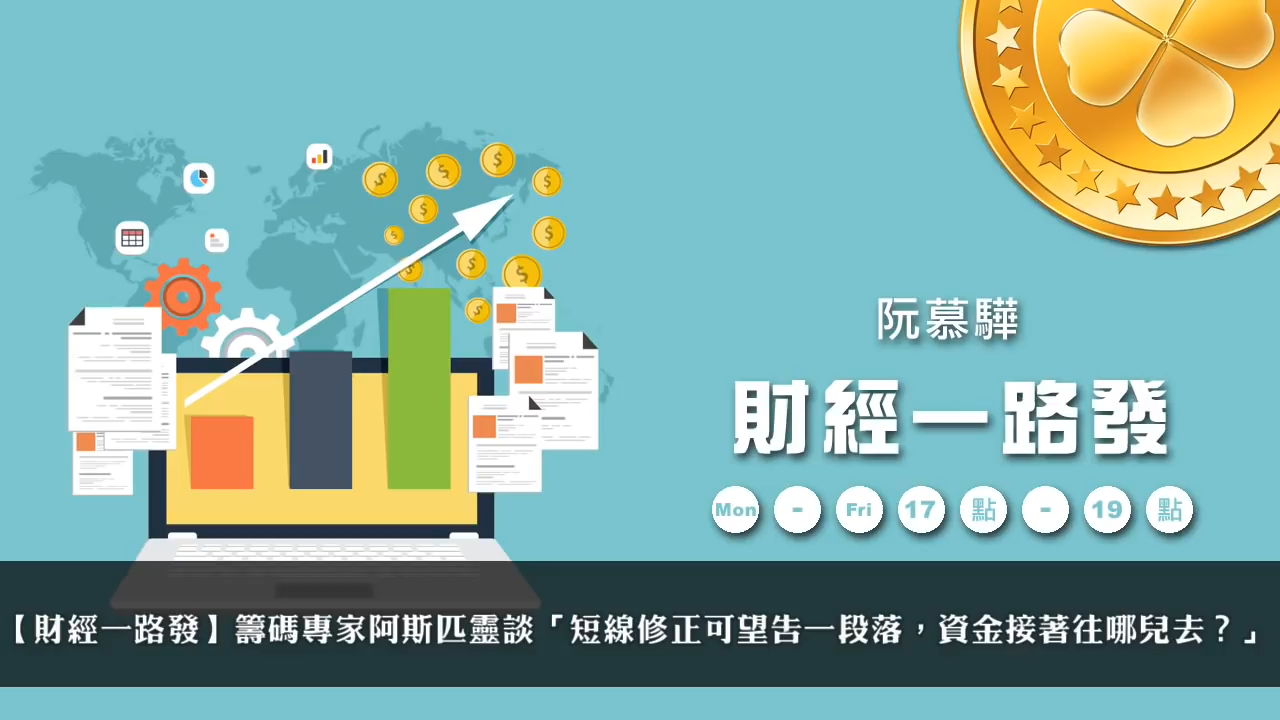 阮慕驊
財經一路發
Mon - Fri 17 點 - 19 點
【財經一路發】籌碼專家阿斯匹靈談「短線修正可望告一段落，資金接著往哪兒去？」